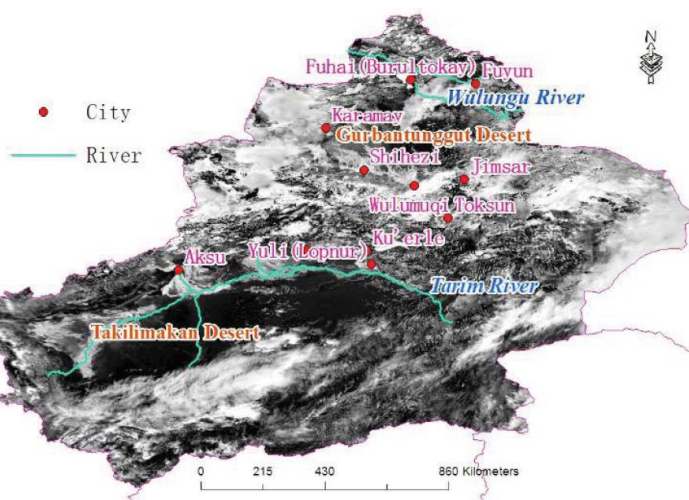 N
Fuhai(Burultokay) Fuyun
City
Wulungu River
Karamay
Gurbantunggut Desert
River
Shihezi
Jimsar
Wulumuqi Toksun
Ku'erle
Yuli(Lopnur)
Aksu
Tarim River
Takilimakan Desert
0 215 430 860 Kilometers